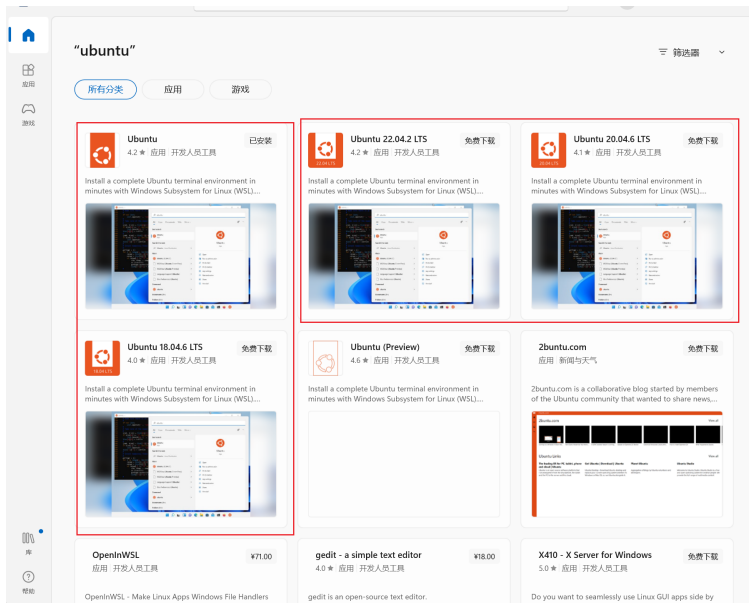 “ubuntu”
筛选器
所有分类
应用
游戏
应用
游戏
Ubuntu
已安装
4.2★ 应用 开发人员工具
Install a complete Ubuntu terminal environment in
minutes with Windows Subsystem for Linux (WSL)....
Ubuntu 22.04.2 LTS
免费下载
4.2★ 应用 开发人员工具
22.04 LTS
Install a complete Ubuntu terminal environment in
minutes with Windows Subsystem for Linux (WSL)....
Ubuntu 20.04.6 LTS
免费下载
4.1★ 应用 开发人员工具
20.04 LTS
Install a complete Ubuntu terminal environment in
minutes with Windows Subsystem for Linux (WSL)....
Ubuntu 18.04.6 LTS
免费下载
4.0★ 应用 开发人员工具
18.04 LTS
Install a complete Ubuntu terminal environment in
minutes with Windows Subsystem for Linux (WSL)....
Ubuntu (Preview)
免费下载
4.6★ 应用 开发人员工具
Install a complete Ubuntu terminal environment in
minutes with Windows Subsystem for Linux (WSL)....
2buntu.com
免费下载
应用 新闻与天气
2buntu.com is a collaborative blog started by members
of the Ubuntu community that wanted to share news,...
OpenInWSL
¥71.00
应用 开发人员工具
OpenInWSL - Make Linux Apps Windows File Handlers
gedit - a simple text editor
¥18.00
4.0★ 应用 开发人员工具
gedit is an open-source text editor.
X410 - X Server for Windows
免费下载
5.0★ 应用 开发人员工具
Do you want to seamlessly use Linux GUI apps side by
库
帮助